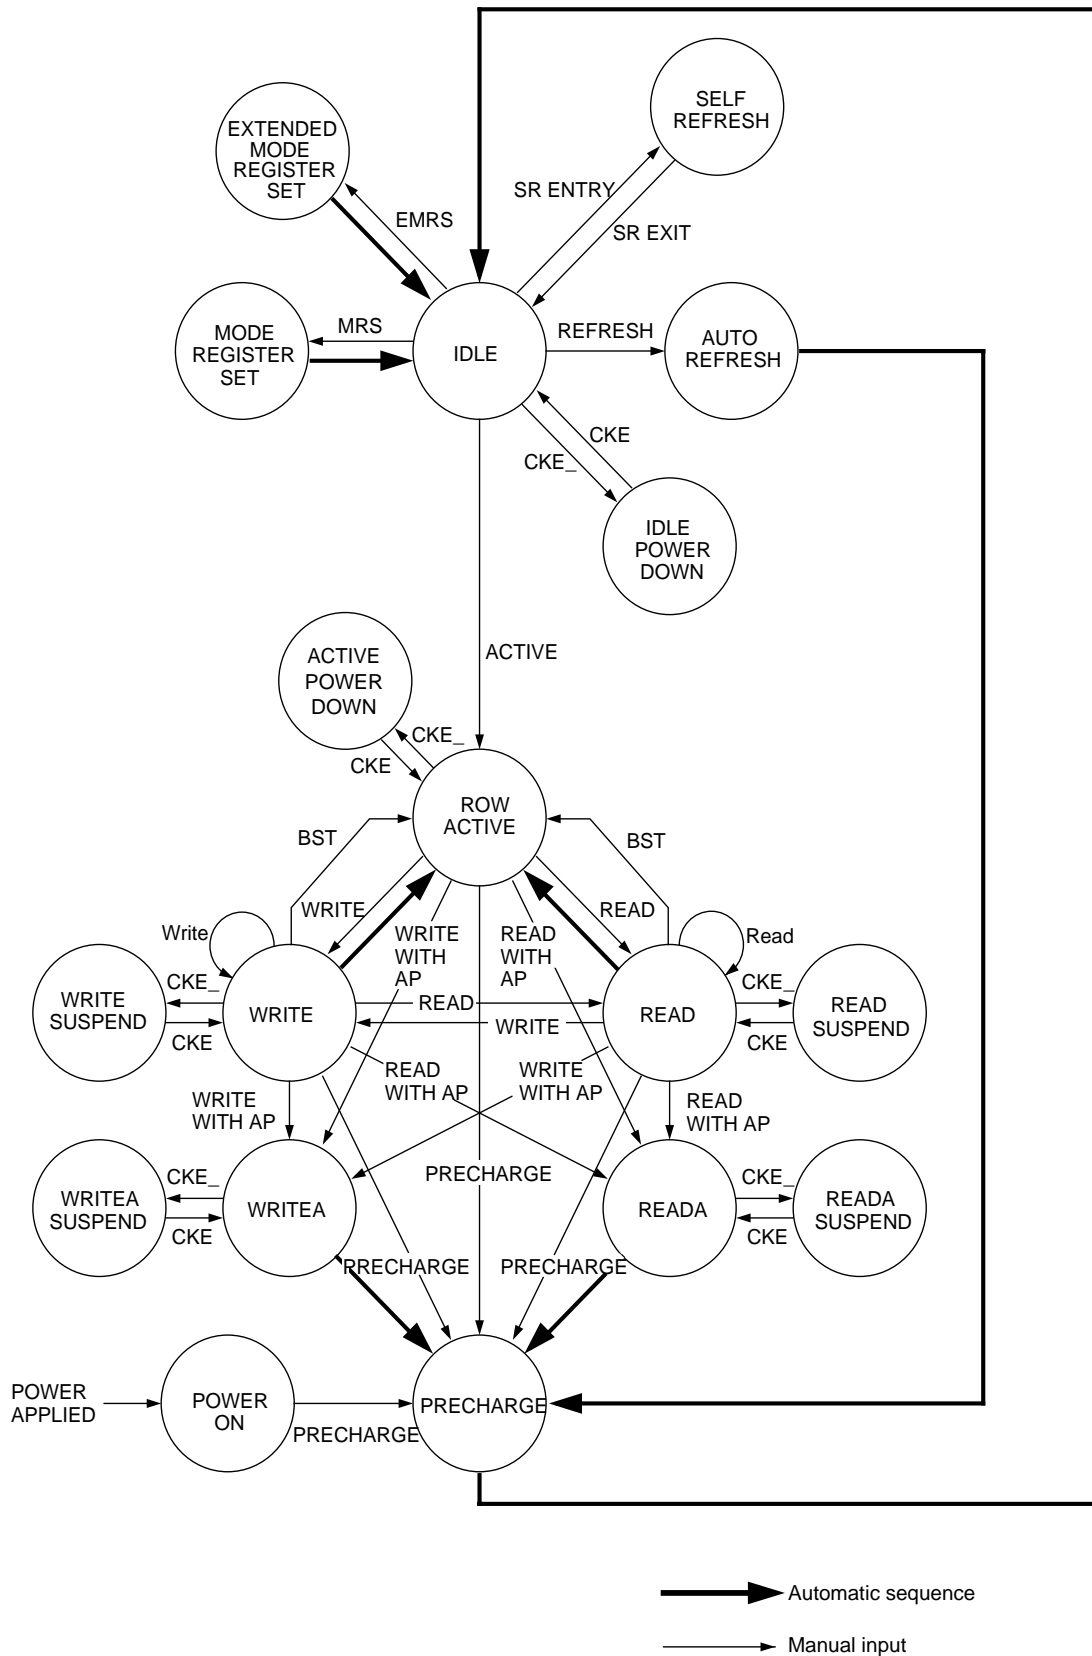 SELF
REFRESH
EXTENDED
MODE
REGISTER
SET
SR ENTRY
EMRS
SR EXIT
MODE
REGISTER
SET
MRS
IDLE
REFRESH
AUTO
REFRESH
CKE
CKE_
IDLE
POWER
DOWN
ACTIVE
ACTIVE
POWER
DOWN
CKE_
CKE
ROW
ACTIVE
BST
BST
WRITE
READ
Write
WRITE
WITH
AP
READ
WITH
AP
Read
WRITE
SUSPEND
CKE_
CKE
WRITE
READ
WRITE
READ
CKE_
CKE
READ
SUSPEND
WRITE
WITH AP
READ
WITH AP
WRITE
WITH AP
READ
WITH AP
WRITEA
SUSPEND
CKE_
CKE
WRITEA
PRECHARGE
READA
CKE_
CKE
READA
SUSPEND
PRECHARGE
PRECHARGE
POWER
APPLIED
POWER
ON
PRECHARGE
PRECHARGE
Automatic sequence
Manual input